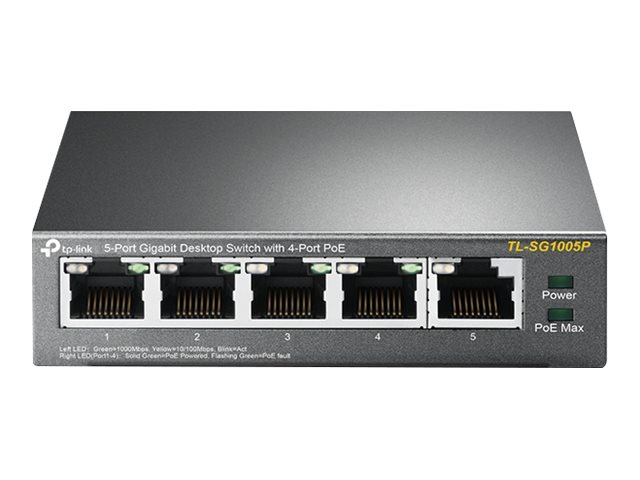 tp-link 5-Port Gigabit Desktop Switch with 4-Port PoE TL-SG1005P
Power
PoE Max
1 2 3 4 5
Left LED: Green=1000Mbps, Yellow=10/100Mbps, Blink=Act
Right LED(Port1-4): Solid Green=PoE Powered, Flashing Green=PoE fault